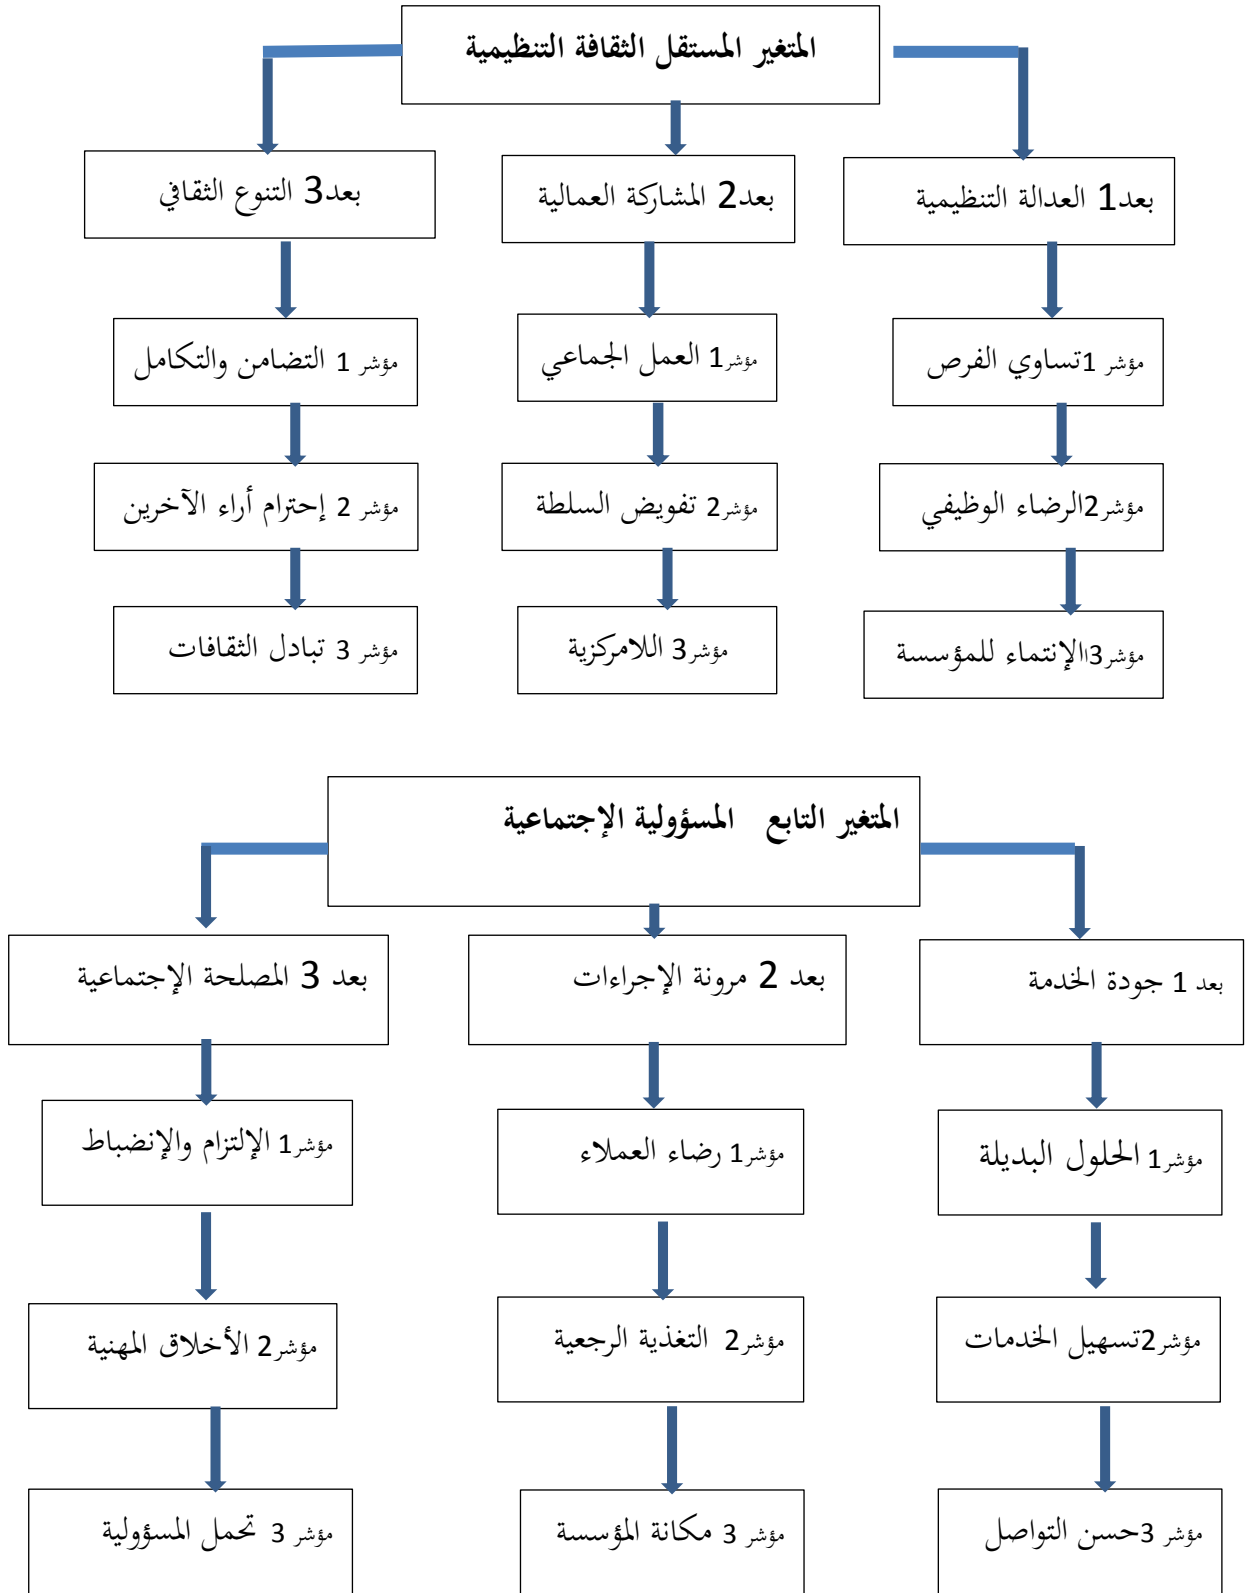 المتغير المستقل الثقافة التنظيمية
بعد1 العدالة التنظيمية
بعد2 المشاركة العمالية
بعد3 التنوع الثقافي
مؤشر 1تساوي الفرص
مؤشر1 العمل الجماعي
مؤشر 1 التضامن والتكامل
مؤشر2الرضاء الوظيفي
مؤشر2 تفويض السلطة
مؤشر 2 إحترام أراء الآخرين
مؤشر3االإنتماء للمؤسسة
مؤشر3 اللامركزية
مؤشر 3 تبادل الثقافات
المتغير التابع المسؤولية الإجتماعية
بعد 1 جودة الخدمة
بعد 2 مرونة الإجراءات
بعد 3 المصلحة الإجتماعية
مؤشر1 الحلول البديلة
مؤشر1 رضاء العملاء
مؤشر1 الإلتزام والإنضباط
مؤشر2تسهيل الخدمات
مؤشر2 التغذية الرجعية
مؤشر2 الأخلاق المهنية
مؤشر 3حسن التواصل
مؤشر 3 مكانة المؤسسة
مؤشر 3 تحمل المسؤولية